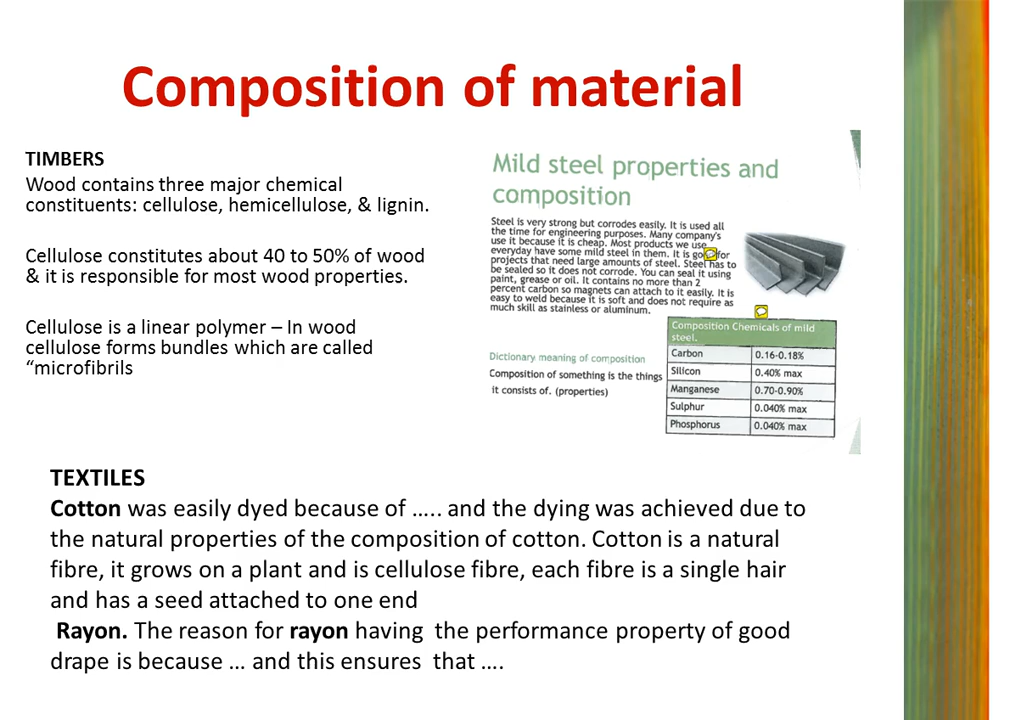 Composition of material
TIMBERS
Wood contains three major chemical
constituents: cellulose, hemicellulose, & lignin.
Cellulose constitutes about 40 to 50% of wood
& it is responsible for most wood properties.
Cellulose is a linear polymer – In wood
cellulose forms bundles which are called
“microfibrils
Mild steel properties and
composition
Steel is very strong but corrodes easily. It is used all
the time for engineering purposes. Many company's
use it because it is cheap. Most products we use
everyday have some mild steel in them. It is for
projects that need large amounts of steel. Steel has to
be sealed so it does not corrode. You can seal it using
paint, grease or oil. It contains no more than 2
percent carbon so magnets can attach to it easily. It is
easy to weld because it is soft and does not require as
much skill as stainless or aluminum.
Dictionary meaning of composition
Composition of something is the things
it consists of. (properties)
Composition Chemicals of mild
steel.
Carbon 0.16-0.18%
Silicon 0.40% max
Manganese 0.70-0.90%
Sulphur 0.040% max
Phosphorus 0.040% max
TEXTILES
Cotton was easily dyed because of ….. and the dying was achieved due to
the natural properties of the composition of cotton. Cotton is a natural
fibre, it grows on a plant and is cellulose fibre, each fibre is a single hair
and has a seed attached to one end
Rayon. The reason for rayon having the performance property of good
drape is because … and this ensures that ….